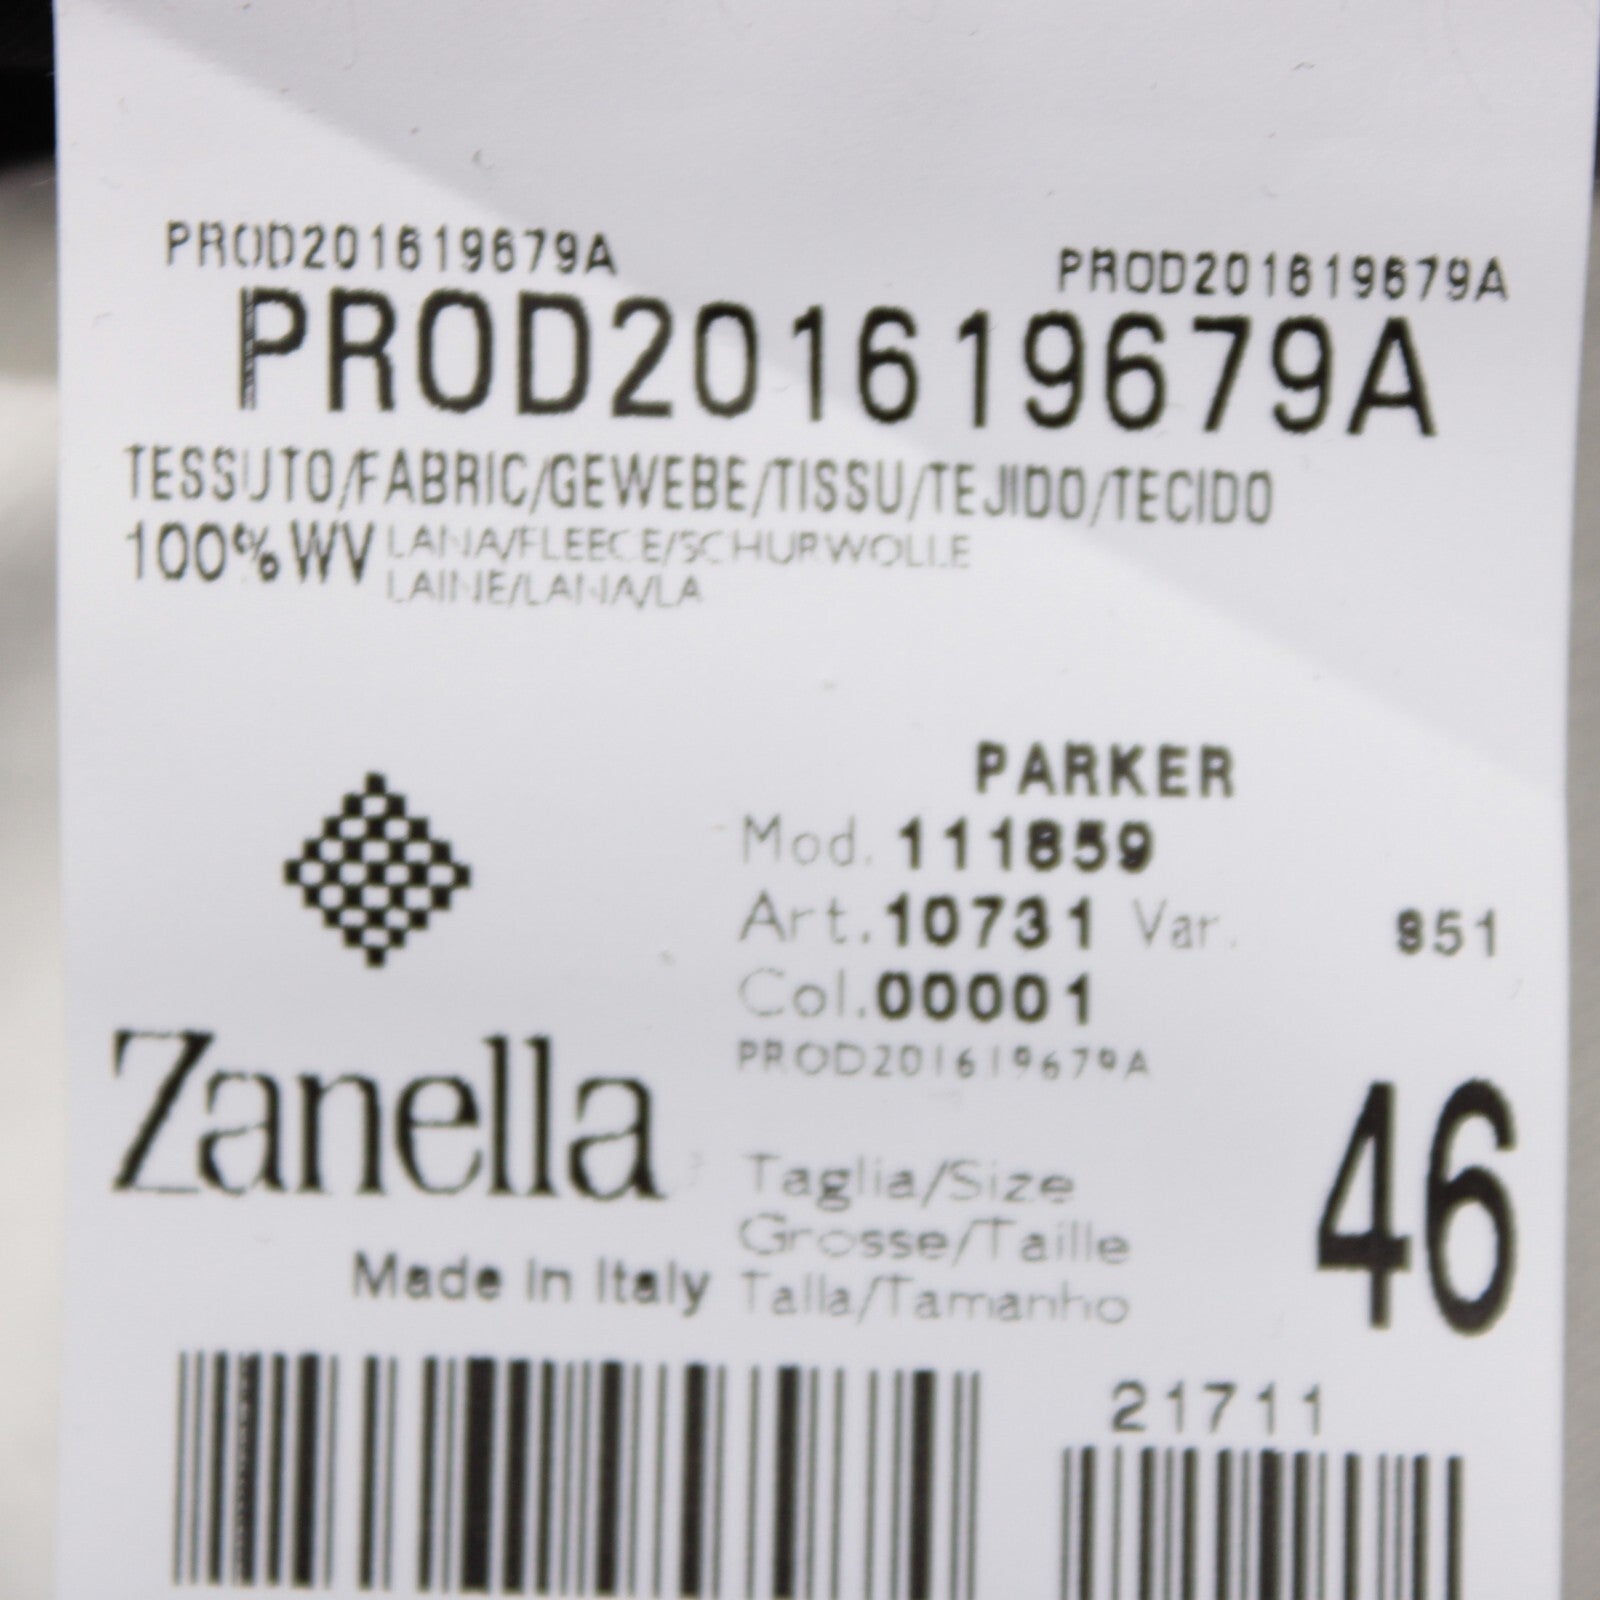 PROD201619679A PROD201619679A
PROD201619679A
TESSUTO/FABRIC/GEWEBE/TISSU/TEJIDO/TECIDO
100% WV LANA/FLEECE/SCHURWOLLE
LAINE/LANA/LA
PARKER
Mod. 111859
Art. 10731 Var. 951
Col. 00001
PROD201619679A
Zanella
Made in Italy
Taglia/Size
Grosse/Taille
Talla/Tamanho
46
21711